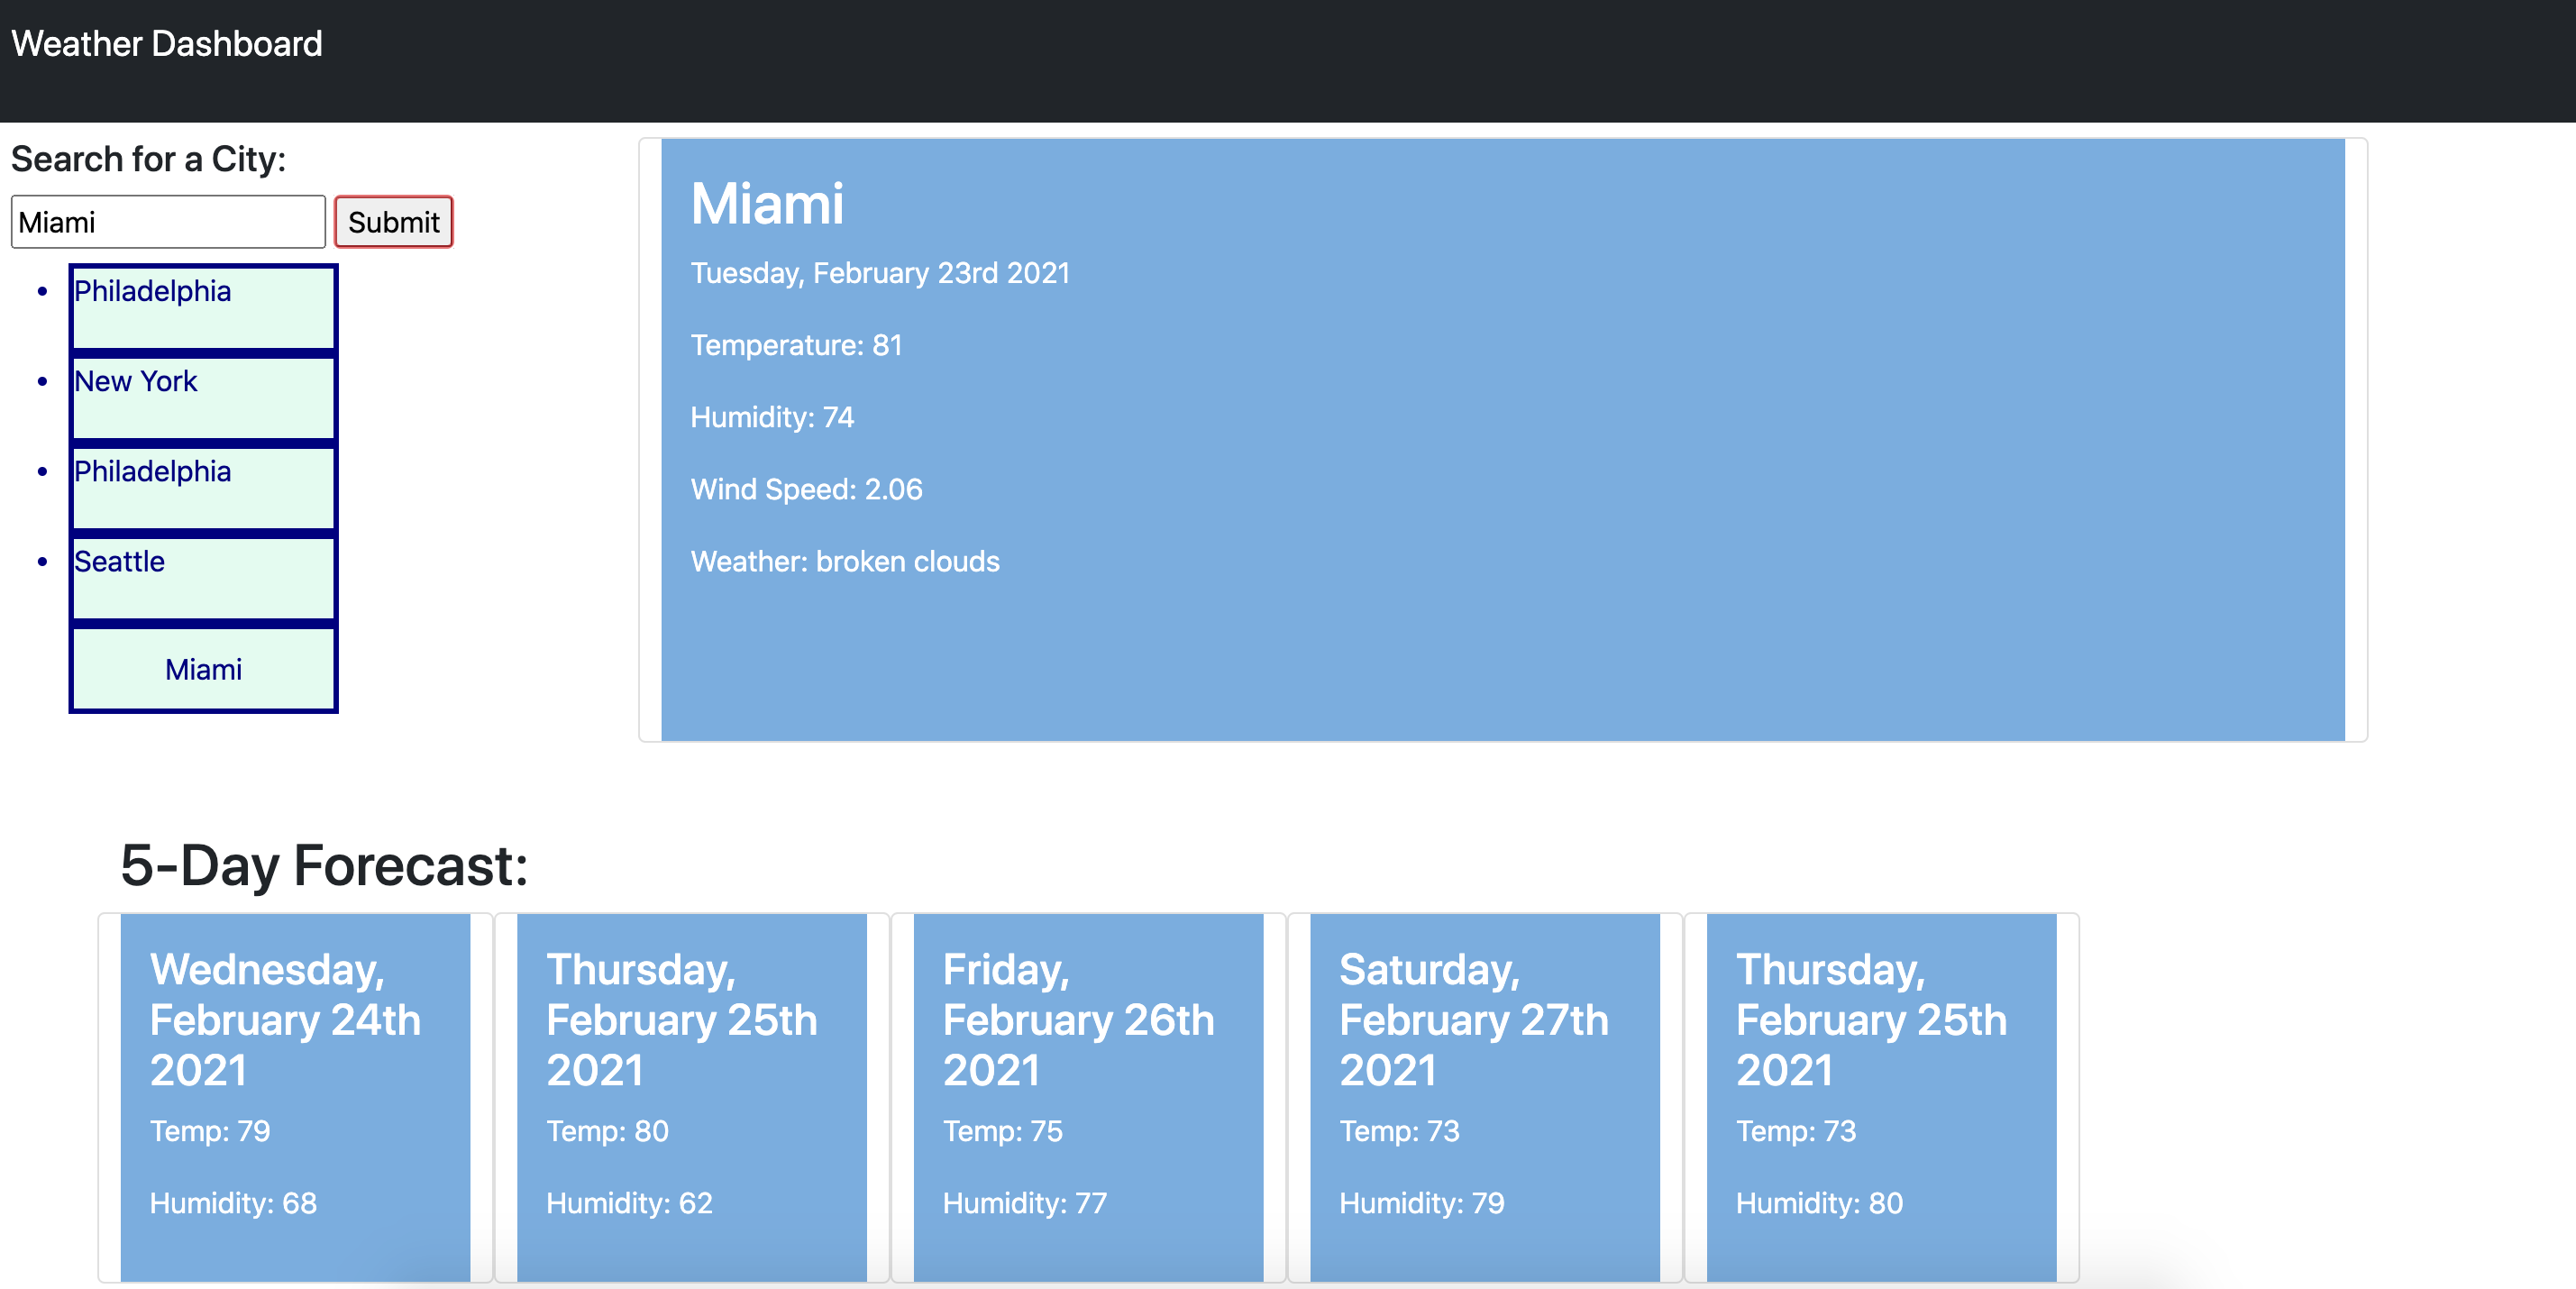 Weather Dashboard
Search for a City:
Miami
Submit
Philadelphia
New York
Philadelphia
Seattle
Miami
Miami
Tuesday, February 23rd 2021
Temperature: 81
Humidity: 74
Wind Speed: 2.06
Weather: broken clouds
5-Day Forecast:
Wednesday,
February 24th
2021
Temp: 79
Humidity: 68
Thursday,
February 25th
2021
Temp: 80
Humidity: 62
Friday,
February 26th
2021
Temp: 75
Humidity: 77
Saturday,
February 27th
2021
Temp: 73
Humidity: 79
Thursday,
February 25th
2021
Temp: 73
Humidity: 80